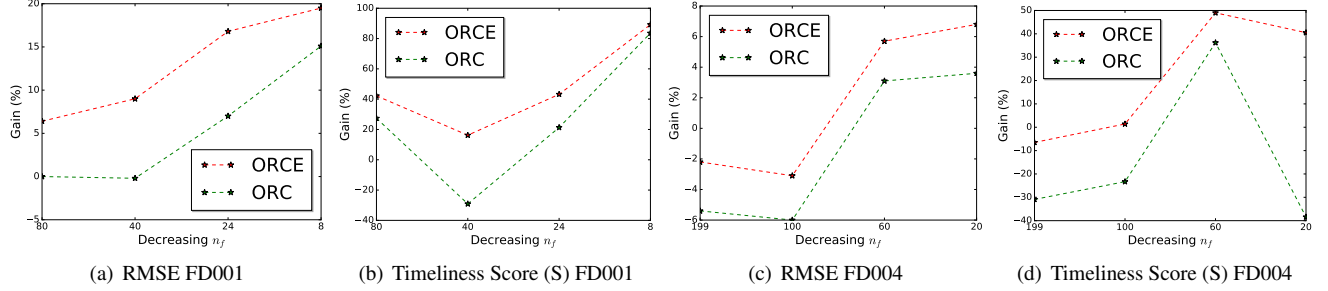 20
15
10
5
0
−5
Gain (%)
ORCE
ORC
80
40
24
8
Decreasing n_f
(a) RMSE FD001
100
80
60
40
20
0
−20
−40
Gain (%)
ORCE
ORC
80
40
24
8
Decreasing n_f
(b) Timeliness Score (S) FD001
8
6
4
2
0
−2
−4
−6
Gain (%)
ORCE
ORC
199
100
60
20
Decreasing n_f
(c) RMSE FD004
50
40
30
20
10
0
−10
−20
−30
−40
Gain (%)
ORCE
ORC
199
100
60
20
Decreasing n_f
(d) Timeliness Score (S) FD004